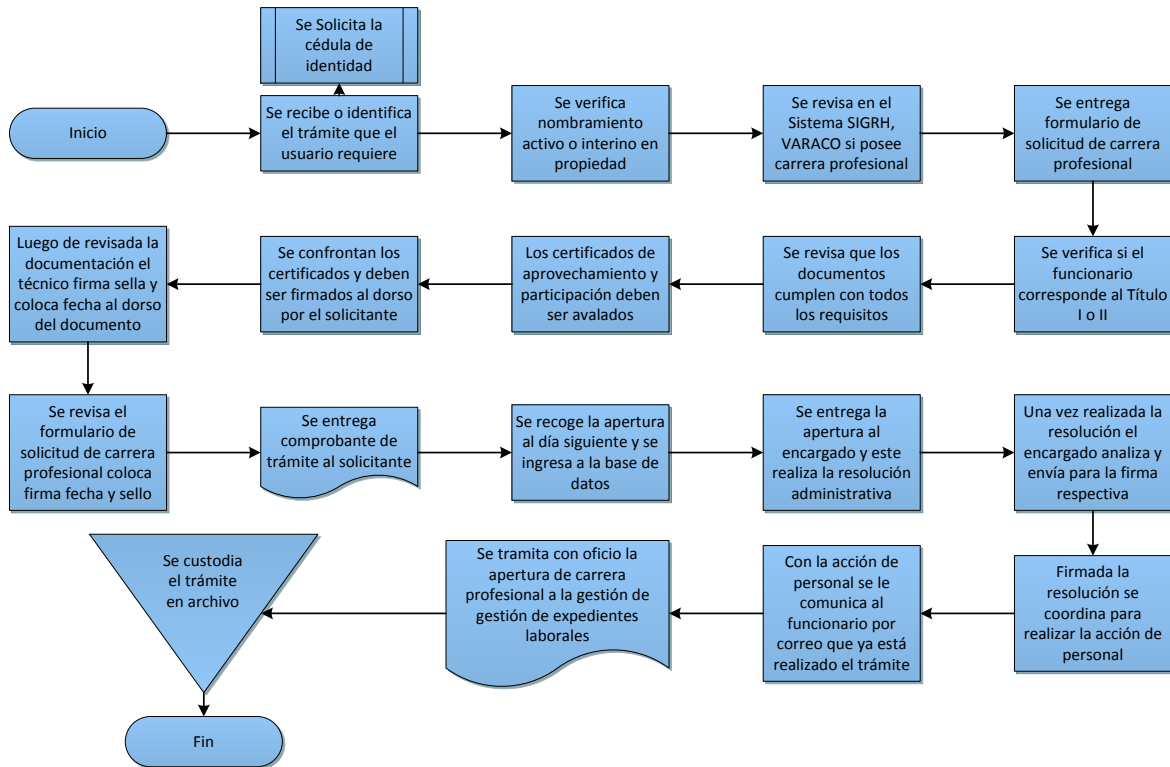 Se Solicita la
cédula de
identidad
Inicio
Se recibe o identifica
el trámite que el
usuario requiere
Se verifica
nombramiento
activo o interino en
propiedad
Se revisa en el
Sistema SIGRH,
VARACO si posee
carrera profesional
Se entrega
formulario de
solicitud de carrera
profesional
Se verifica si el
funcionario
corresponde al Título
I o II
Se revisa que los
documentos
cumplen con todos
los requisitos
Los certificados de
aprovechamiento y
participación deben
ser avalados
Se confrontan los
certificados y deben
ser firmados al dorso
por el solicitante
Luego de revisada la
documentación el
técnico firma sella y
coloca fecha al dorso
del documento
Se revisa el
formulario de
solicitud de carrera
profesional coloca
firma fecha y sello
Se entrega
comprobante de
trámite al solicitante
Se recoge la apertura
al día siguiente y se
ingresa a la base de
datos
Se entrega la
apertura al
encargado y este
realiza la resolución
administrativa
Una vez realizada la
resolución el
encargado analiza y
envía para la firma
respectiva
Firmada la
resolución se
coordina para
realizar la acción de
personal
Con la acción de
personal se le
comunica al
funcionario por
correo que ya está
realizado el trámite
Se tramita con oficio la
apertura de carrera
profesional a la gestión de
gestión de expedientes
laborales
Se custodia
el trámite
en archivo
Fin